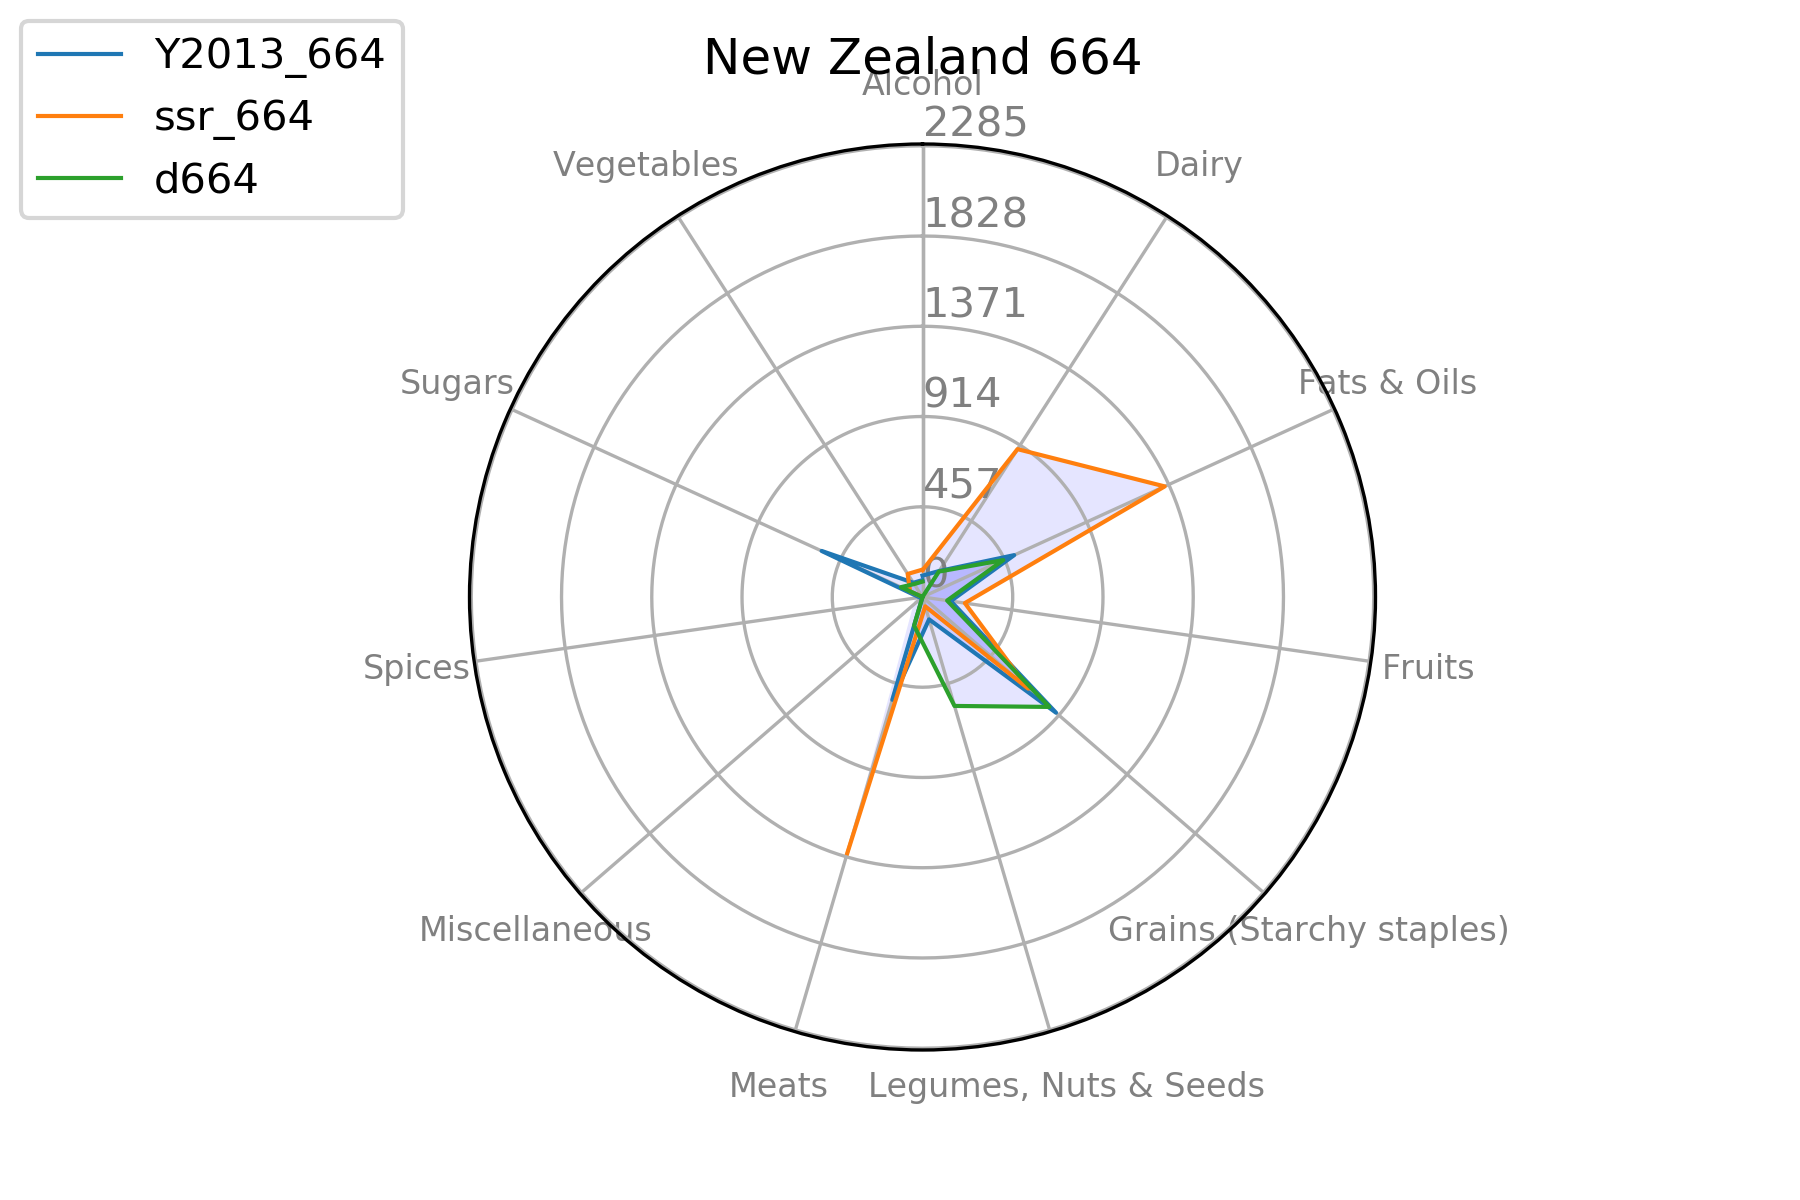 New Zealand 664
Y2013_664
ssr_664
d664
Alcohol
Dairy
Fats & Oils
Fruits
Grains (Starchy staples)
Legumes, Nuts & Seeds
Meats
Miscellaneous
Spices
Sugars
Vegetables
2285
1828
1371
914
457
0